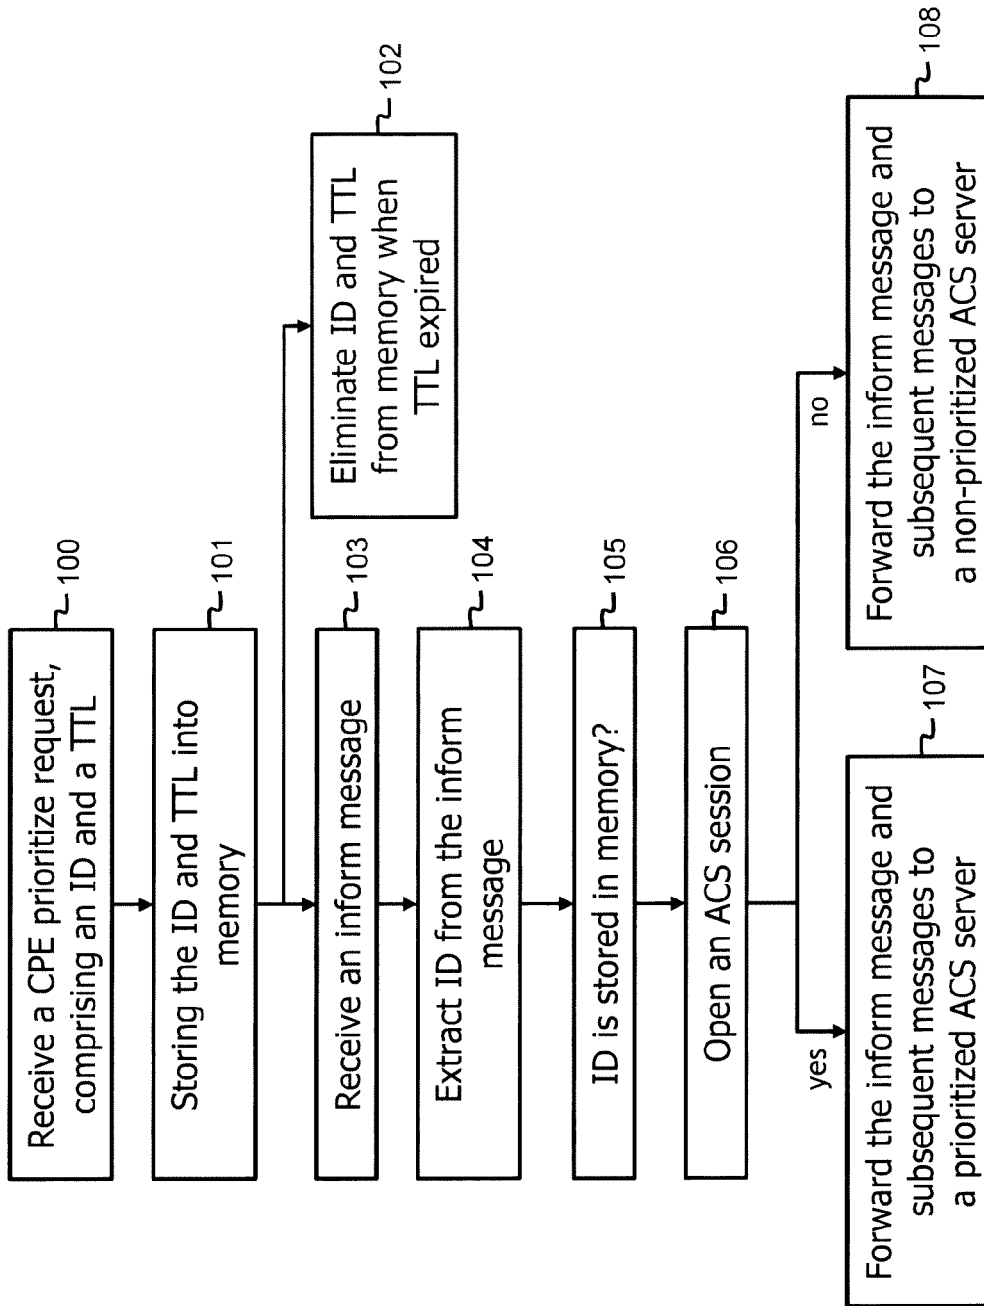 Receive a CPE prioritize request,
comprising an ID and a TTL
100
Storing the ID and TTL into
memory
101
Eliminate ID and TTL
from memory when
TTL expired
102
Receive an inform message
103
Extract ID from the inform
message
104
ID is stored in memory?
105
Open an ACS session
106
yes
Forward the inform message and
subsequent messages to
a prioritized ACS server
107
no
Forward the inform message and
subsequent messages to
a non-prioritized ACS server
108